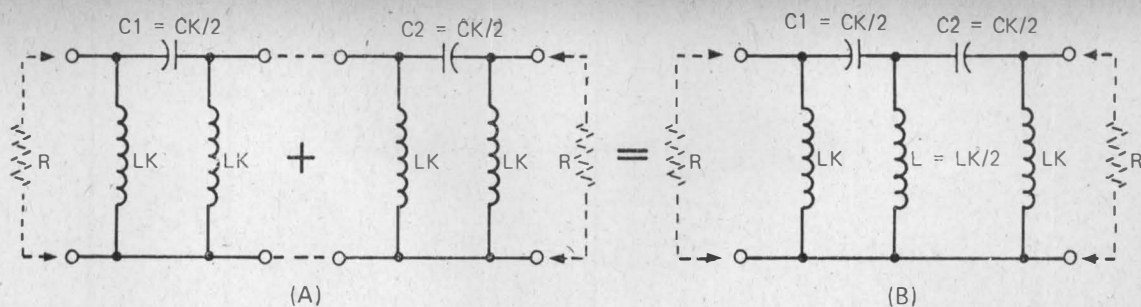 C1 = CK/2
C2 = CK/2
C1 = CK/2
C2 = CK/2
R
LK
LK
+
LK
LK
R
=
R
LK
L = LK/2
LK
R
(A)
(B)